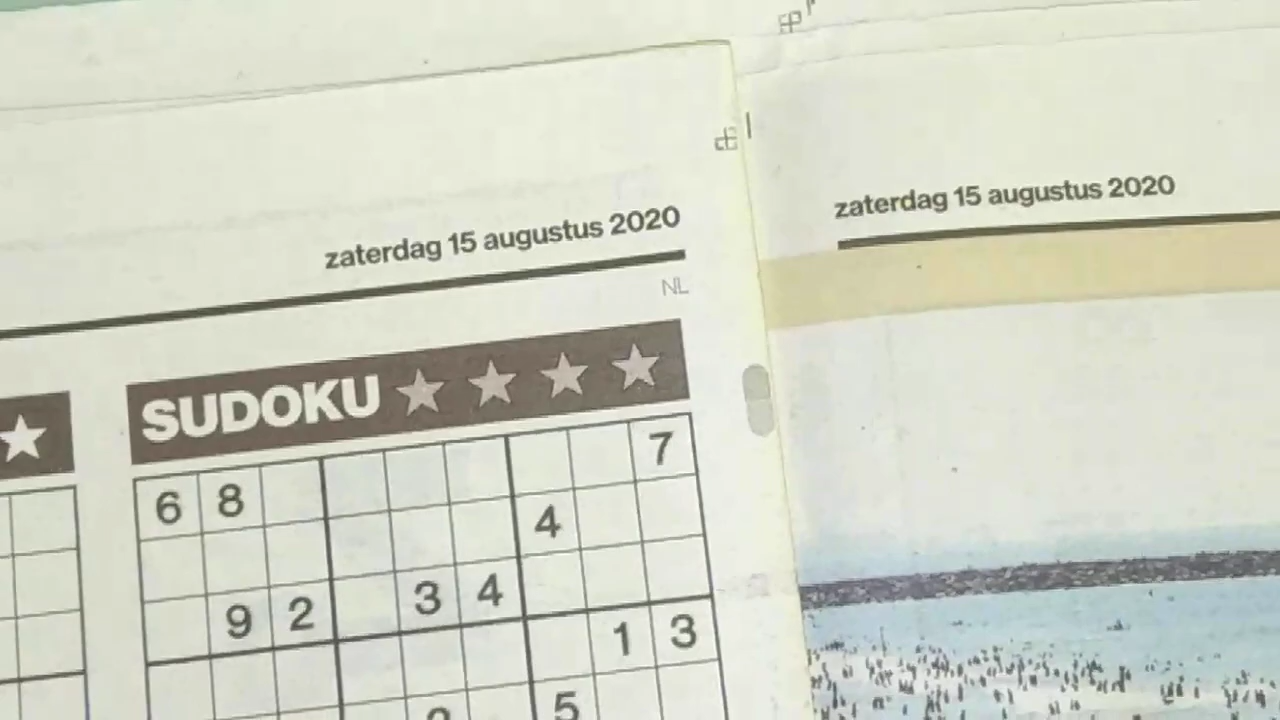 zaterdag 15 augustus 2020
zaterdag 15 augustus 2020
NL
SUDOKU
6 8 7
4
9 2 3 4
1 3
5